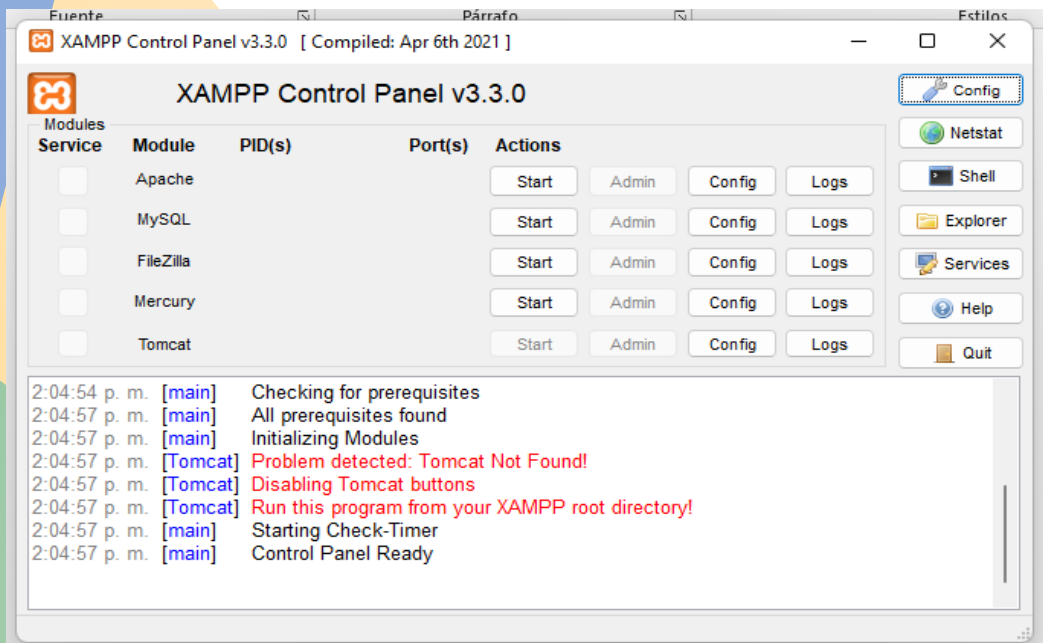 Fuente Párrafo Estilos
XAMPP Control Panel v3.3.0 [ Compiled: Apr 6th 2021 ]
XAMPP Control Panel v3.3.0
Config
Modules
Service Module PID(s) Port(s) Actions
Netstat
Apache Start Admin Config Logs
Shell
MySQL Start Admin Config Logs
Explorer
FileZilla Start Admin Config Logs
Services
Mercury Start Admin Config Logs
Help
Tomcat Start Admin Config Logs
Quit
2:04:54 p. m. [main] Checking for prerequisites
2:04:57 p. m. [main] All prerequisites found
2:04:57 p. m. [main] Initializing Modules
2:04:57 p. m. [Tomcat] Problem detected: Tomcat Not Found!
2:04:57 p. m. [Tomcat] Disabling Tomcat buttons
2:04:57 p. m. [Tomcat] Run this program from your XAMPP root directory!
2:04:57 p. m. [main] Starting Check-Timer
2:04:57 p. m. [main] Control Panel Ready